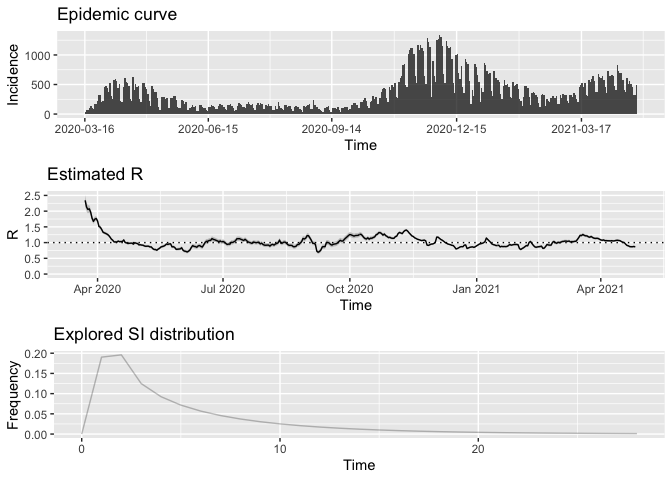 Epidemic curve
Incidence
1000
500
0
2020-03-16 2020-06-15 2020-09-14 2020-12-15 2021-03-17
Time
Estimated R
R
2.5
2.0
1.5
1.0
0.5
0.0
Apr 2020 Jul 2020 Oct 2020 Jan 2021 Apr 2021
Time
Explored SI distribution
Frequency
0.20
0.15
0.10
0.05
0.00
0 10 20
Time